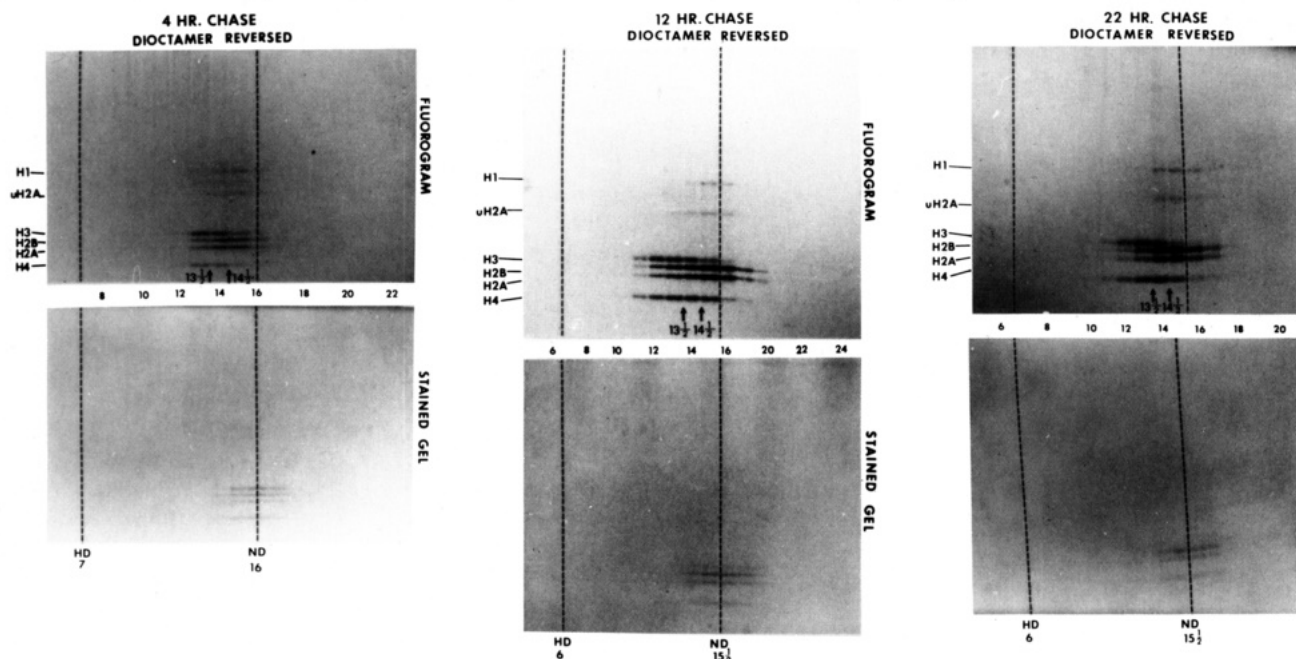 4 HR. CHASE
DIOCTAMER REVERSED
H1
uH2A
H3
H2B
H2A
H4
13½ 14½
FLUOROGRAM
8 10 12 14 16 18 20 22
STAINED GEL
HD
7
ND
16
12 HR. CHASE
DIOCTAMER REVERSED
H1
uH2A
H3
H2B
H2A
H4
13½ 14½
FLUOROGRAM
6 8 10 12 14 16 20 22 24
STAINED GEL
HD
6
ND
15½
22 HR. CHASE
DIOCTAMER REVERSED
H1
uH2A
H3
H2B
H2A
H4
13½ 14½
6 8 10 12 14 16 18 20
HD
6
ND
15½